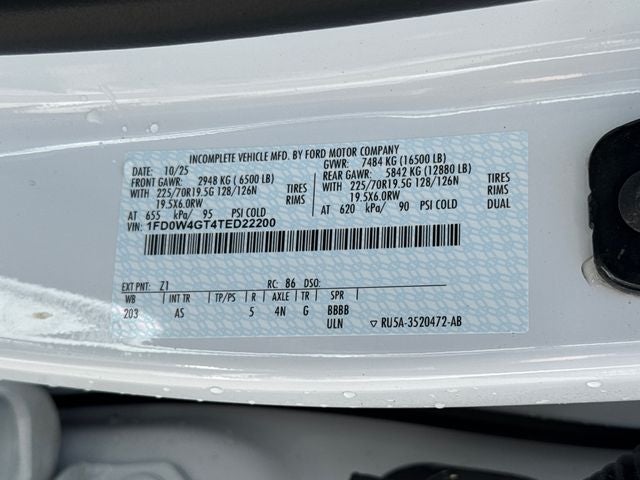 INCOMPLETE VEHICLE MFD. BY FORD MOTOR COMPANY
DATE: 10/25 GVWR: 7484 KG (16500 LB)
FRONT GAWR: 2948 KG (6500 LB) REAR GAWR: 5842 KG (12880 LB)
WITH 225/70R19.5G 128/126N TIRES WITH 225/70R19.5G 128/126N TIRES
19.5X6.0RW RIMS 19.5X6.0RW RIMS
AT 655 kPa/ 95 PSI COLD AT 620 kPa/ 90 PSI COLD DUAL
VIN: 1FD0W4GT4TED22200
EXT PNT: Z1 RC: 86 DSO:
WB INT TR TP/PS R AXLE TR SPR
203 AS 5 4N G BBBB
ULN ▽ RU5A-3520472-AB